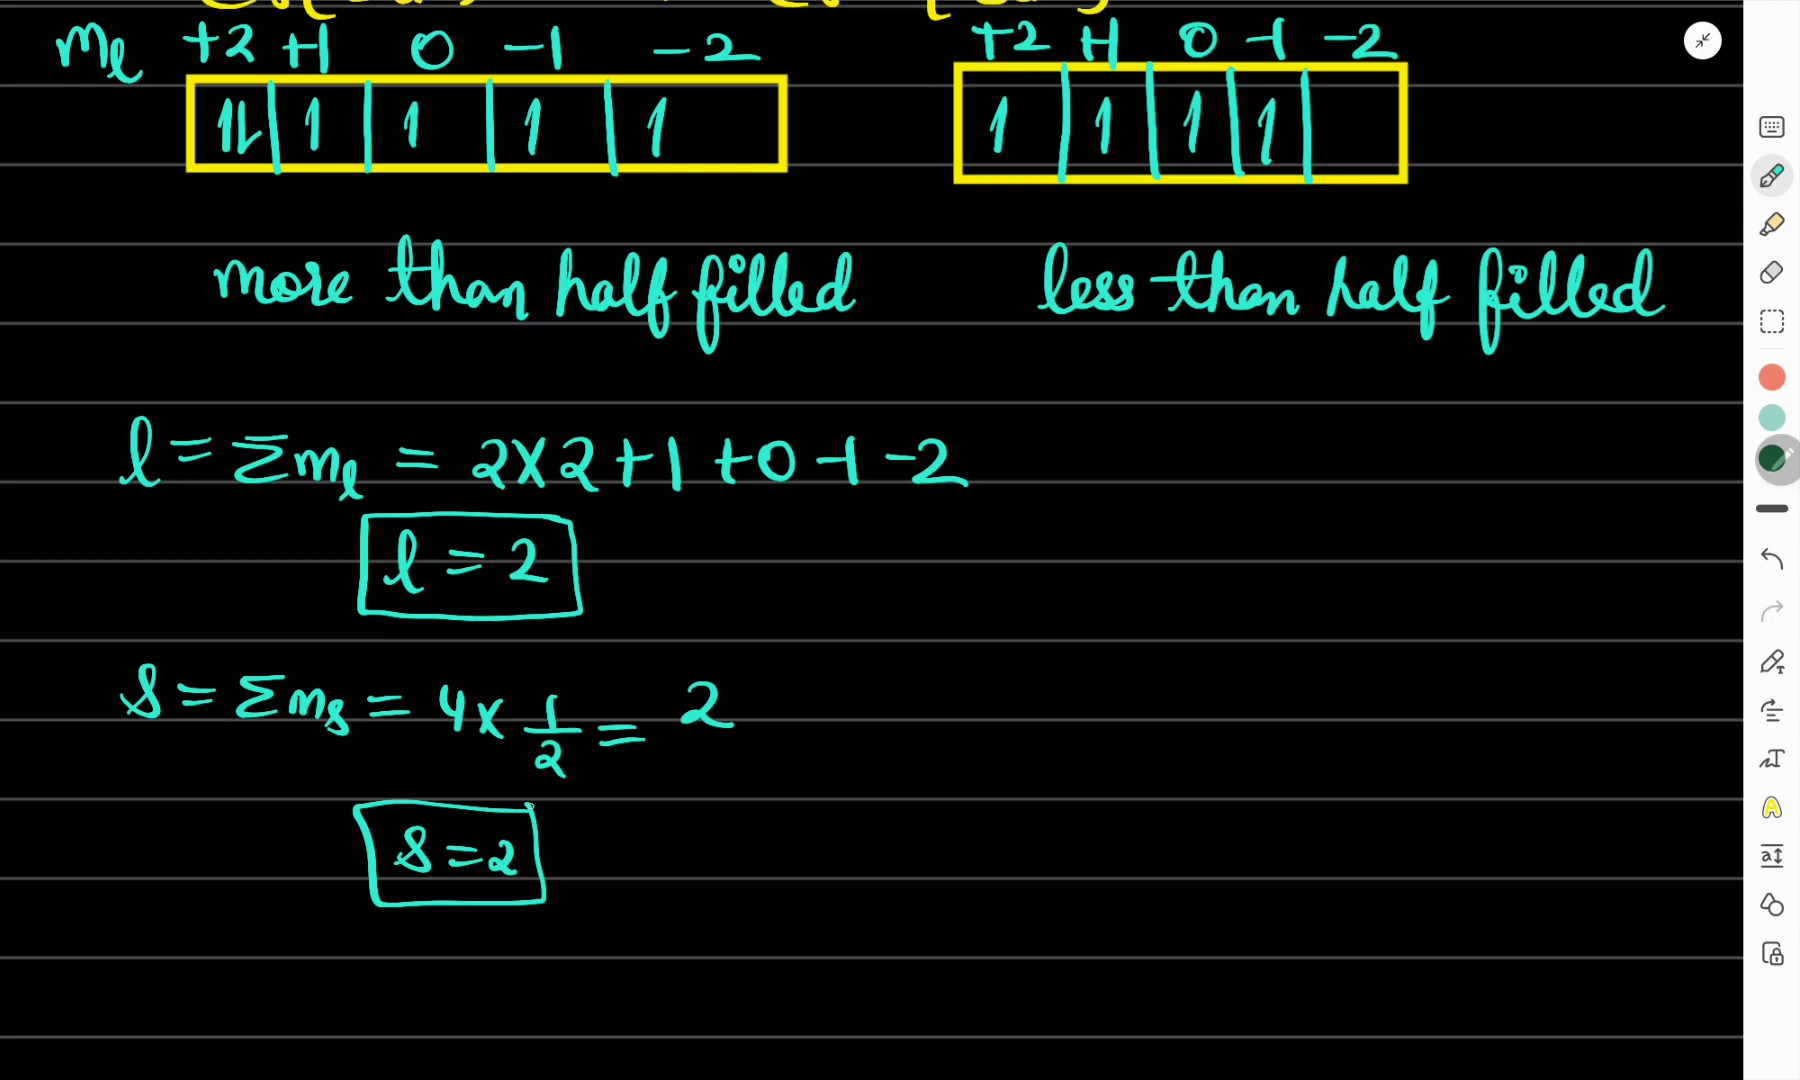 mℓ +2 +1 0 -1 -2 +2 +1 0 -1 -2
1L 1 1 1 1 1 1 1 1
more than half filled less than half filled
l = Σmℓ = 2×2+1+0-1-2
l = 2
S = Σms = 4 × 1/2 = 2
S = 2